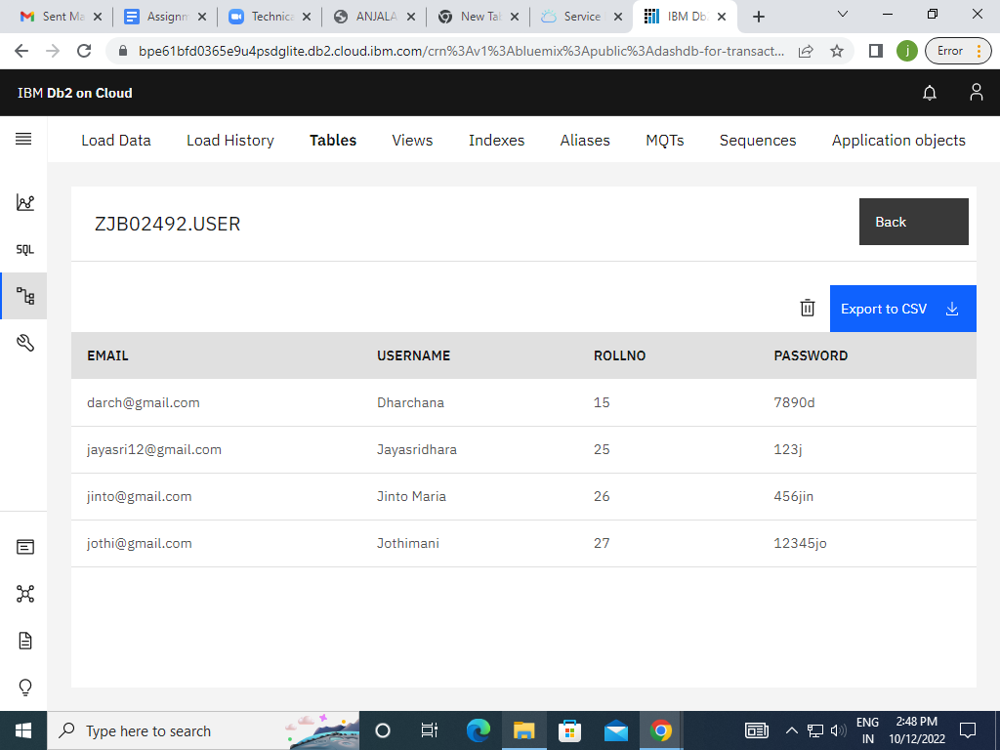 Sent Ma
Assignm
Technica
ANJALA
New Tab
Service
IBM Db
bpe61bfd0365e9u4psdglite.db2.cloud.ibm.com/crn%3Av1%3Abluemix%3Apublic%3Adashdb-for-transact...
j
Error
IBM Db2 on Cloud
Load Data Load History Tables Views Indexes Aliases MQTs Sequences Application objects
SQL
ZJB02492.USER
Back
Export to CSV
EMAIL USERNAME ROLLNO PASSWORD
darch@gmail.com Dharchana 15 7890d
jayasri12@gmail.com Jayasridhara 25 123j
jinto@gmail.com Jinto Maria 26 456jin
jothi@gmail.com Jothimani 27 12345jo
Type here to search
ENG
IN
2:48 PM
10/12/2022